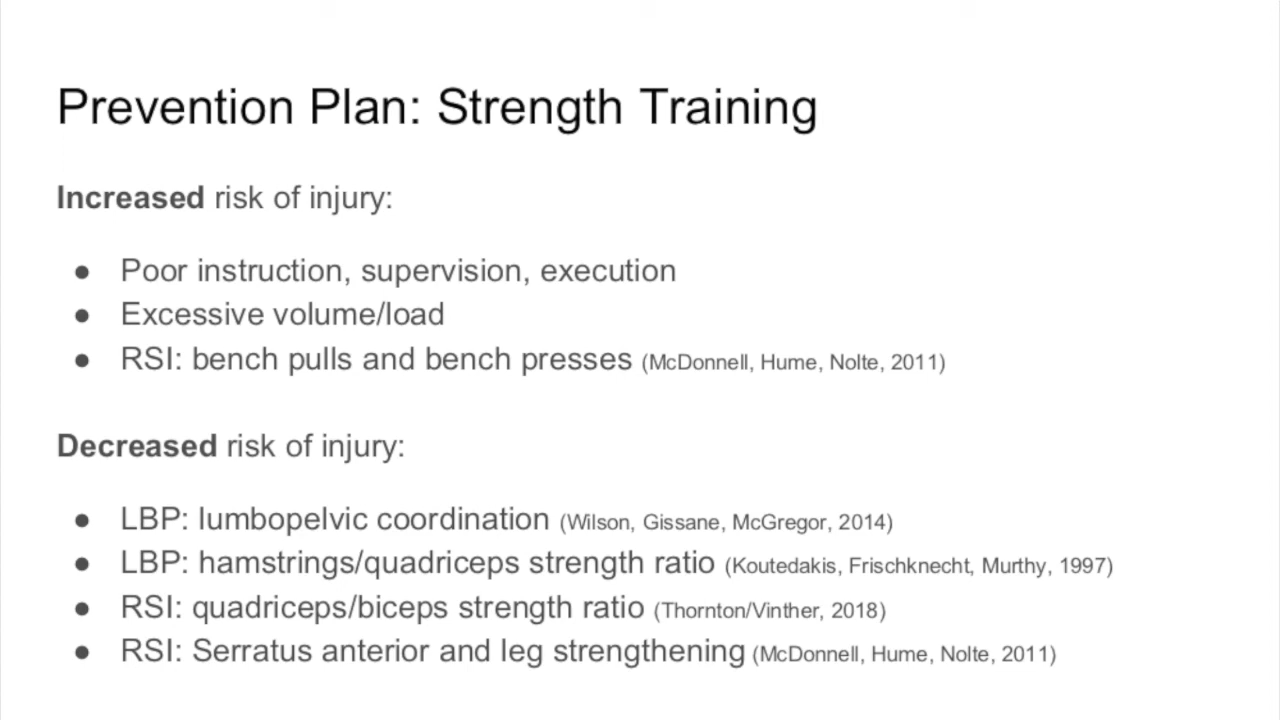 Prevention Plan: Strength Training
Increased risk of injury:
● Poor instruction, supervision, execution
● Excessive volume/load
● RSI: bench pulls and bench presses (McDonnell, Hume, Nolte, 2011)
Decreased risk of injury:
● LBP: lumbopelvic coordination (Wilson, Gissane, McGregor, 2014)
● LBP: hamstrings/quadriceps strength ratio (Koutedakis, Frischknecht, Murthy, 1997)
● RSI: quadriceps/biceps strength ratio (Thornton/Vinther, 2018)
● RSI: Serratus anterior and leg strengthening (McDonnell, Hume, Nolte, 2011)